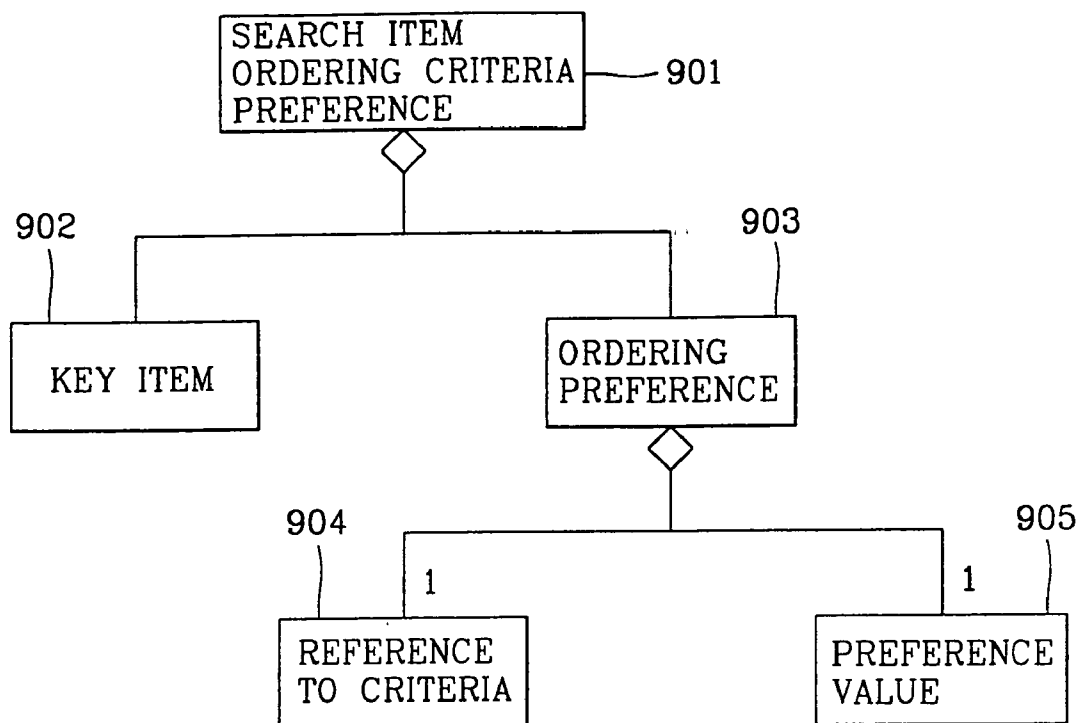 SEARCH ITEM
ORDERING CRITERIA
PREFERENCE
901
902
903
KEY ITEM
ORDERING
PREFERENCE
904
905
1
1
REFERENCE
TO CRITERIA
PREFERENCE
VALUE